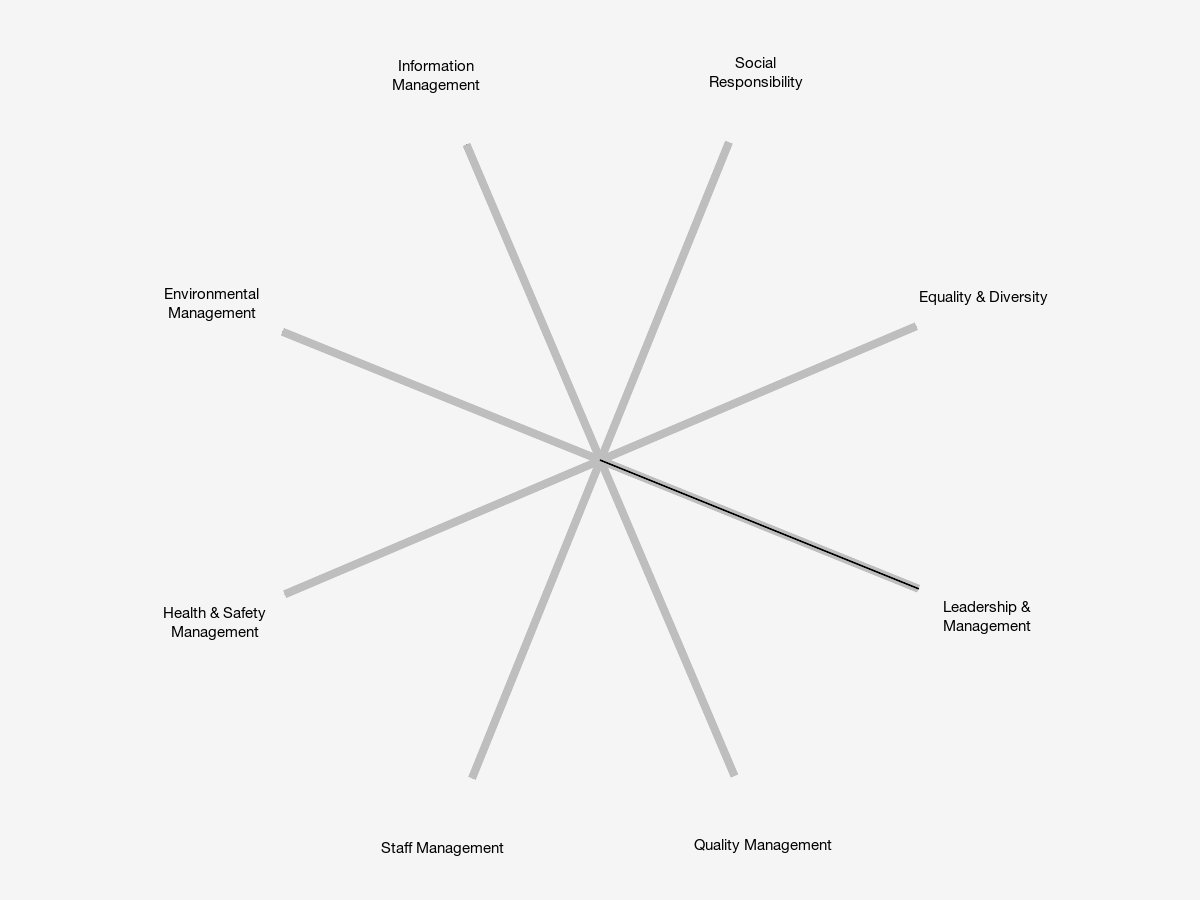 Information
Management
Social
Responsibility
Environmental
Management
Equality & Diversity
Health & Safety
Management
Leadership &
Management
Staff Management
Quality Management